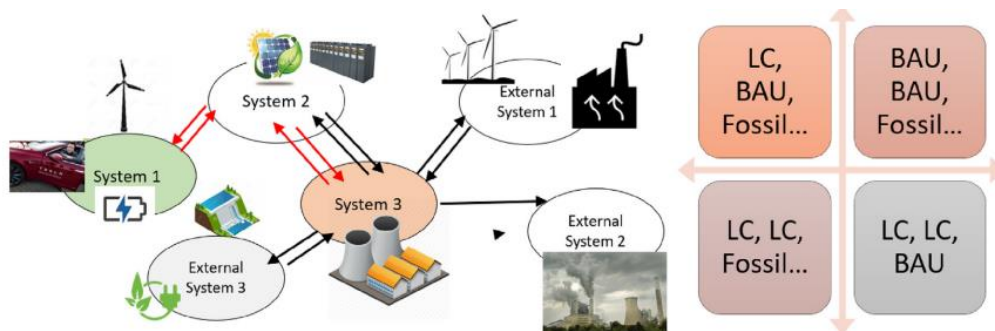 System 2
External
System 1
System 1
System 3
External
System 2
External
System 3
LC,
BAU,
Fossil...
BAU,
BAU,
Fossil...
LC, LC,
Fossil...
LC, LC,
BAU